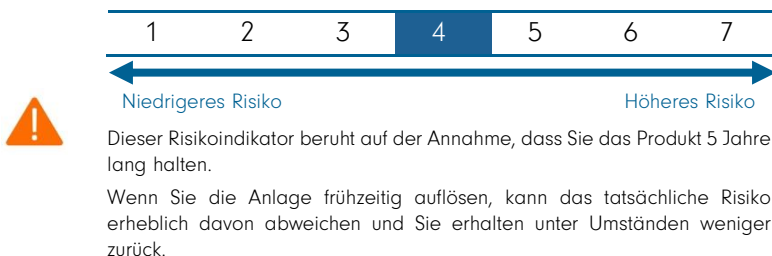 1 2 3 4 5 6 7
Niedrigeres Risiko Höheres Risiko
Dieser Risikoindikator beruht auf der Annahme, dass Sie das Produkt 5 Jahre
lang halten.
Wenn Sie die Anlage frühzeitig auflösen, kann das tatsächliche Risiko
erheblich davon abweichen und Sie erhalten unter Umständen weniger
zurück.